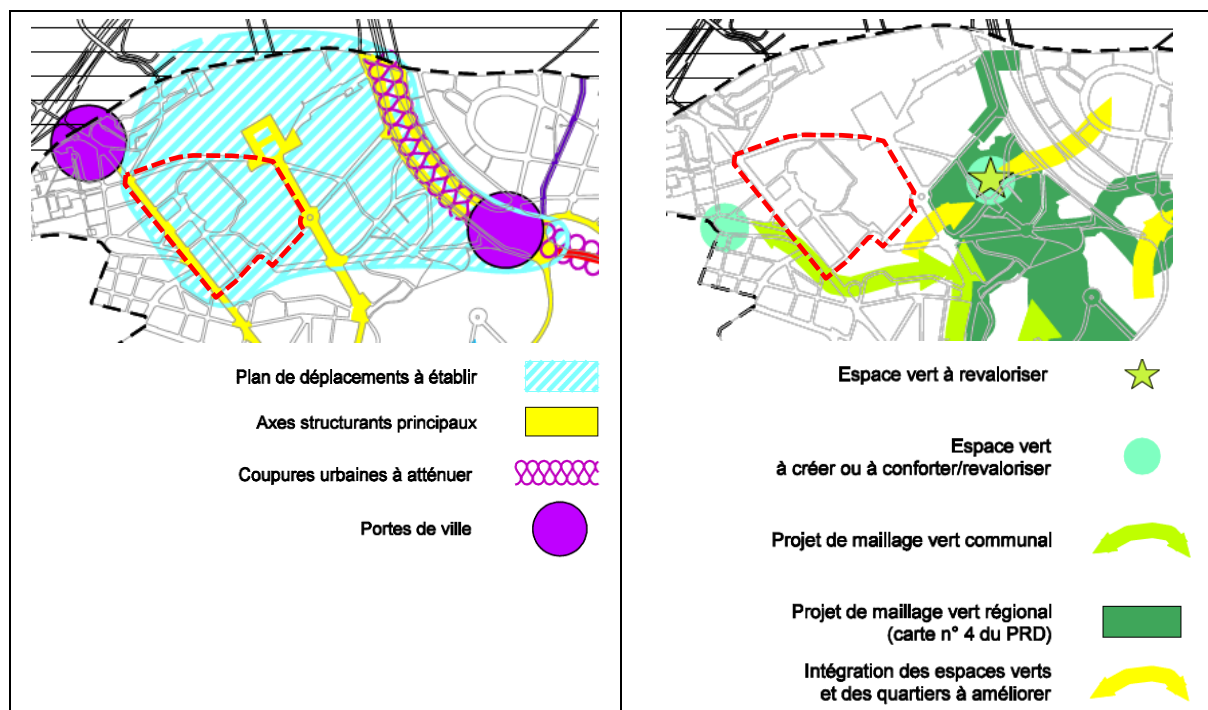 Plan de déplacements à établir
Axes structurants principaux
Coupures urbaines à atténuer
Portes de ville
Espace vert à revaloriser
Espace vert
à créer ou à conforter/revaloriser
Projet de maillage vert communal
Projet de maillage vert régional
(carte n° 4 du PRD)
Intégration des espaces verts
et des quartiers à améliorer